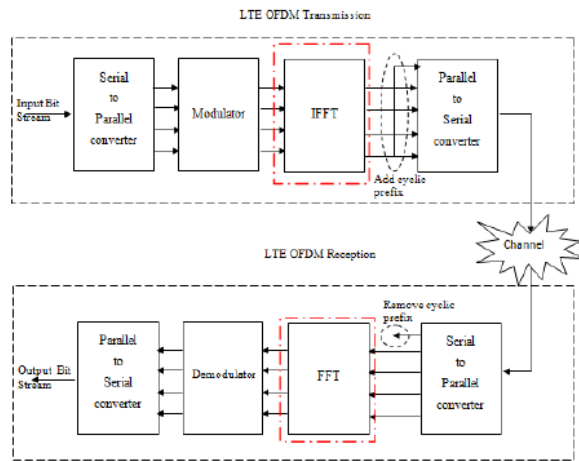 LTE OFDM Transmission
Input Bit
Stream
Serial
to
Parallel
converter
Modulator
IFFT
Add cyclic
prefix
Parallel
to
Serial
converter
Channel
LTE OFDM Reception
Output Bit
Stream
Parallel
to
Serial
converter
Demodulator
FFT
Remove cyclic
prefix
Serial
to
Parallel
converter